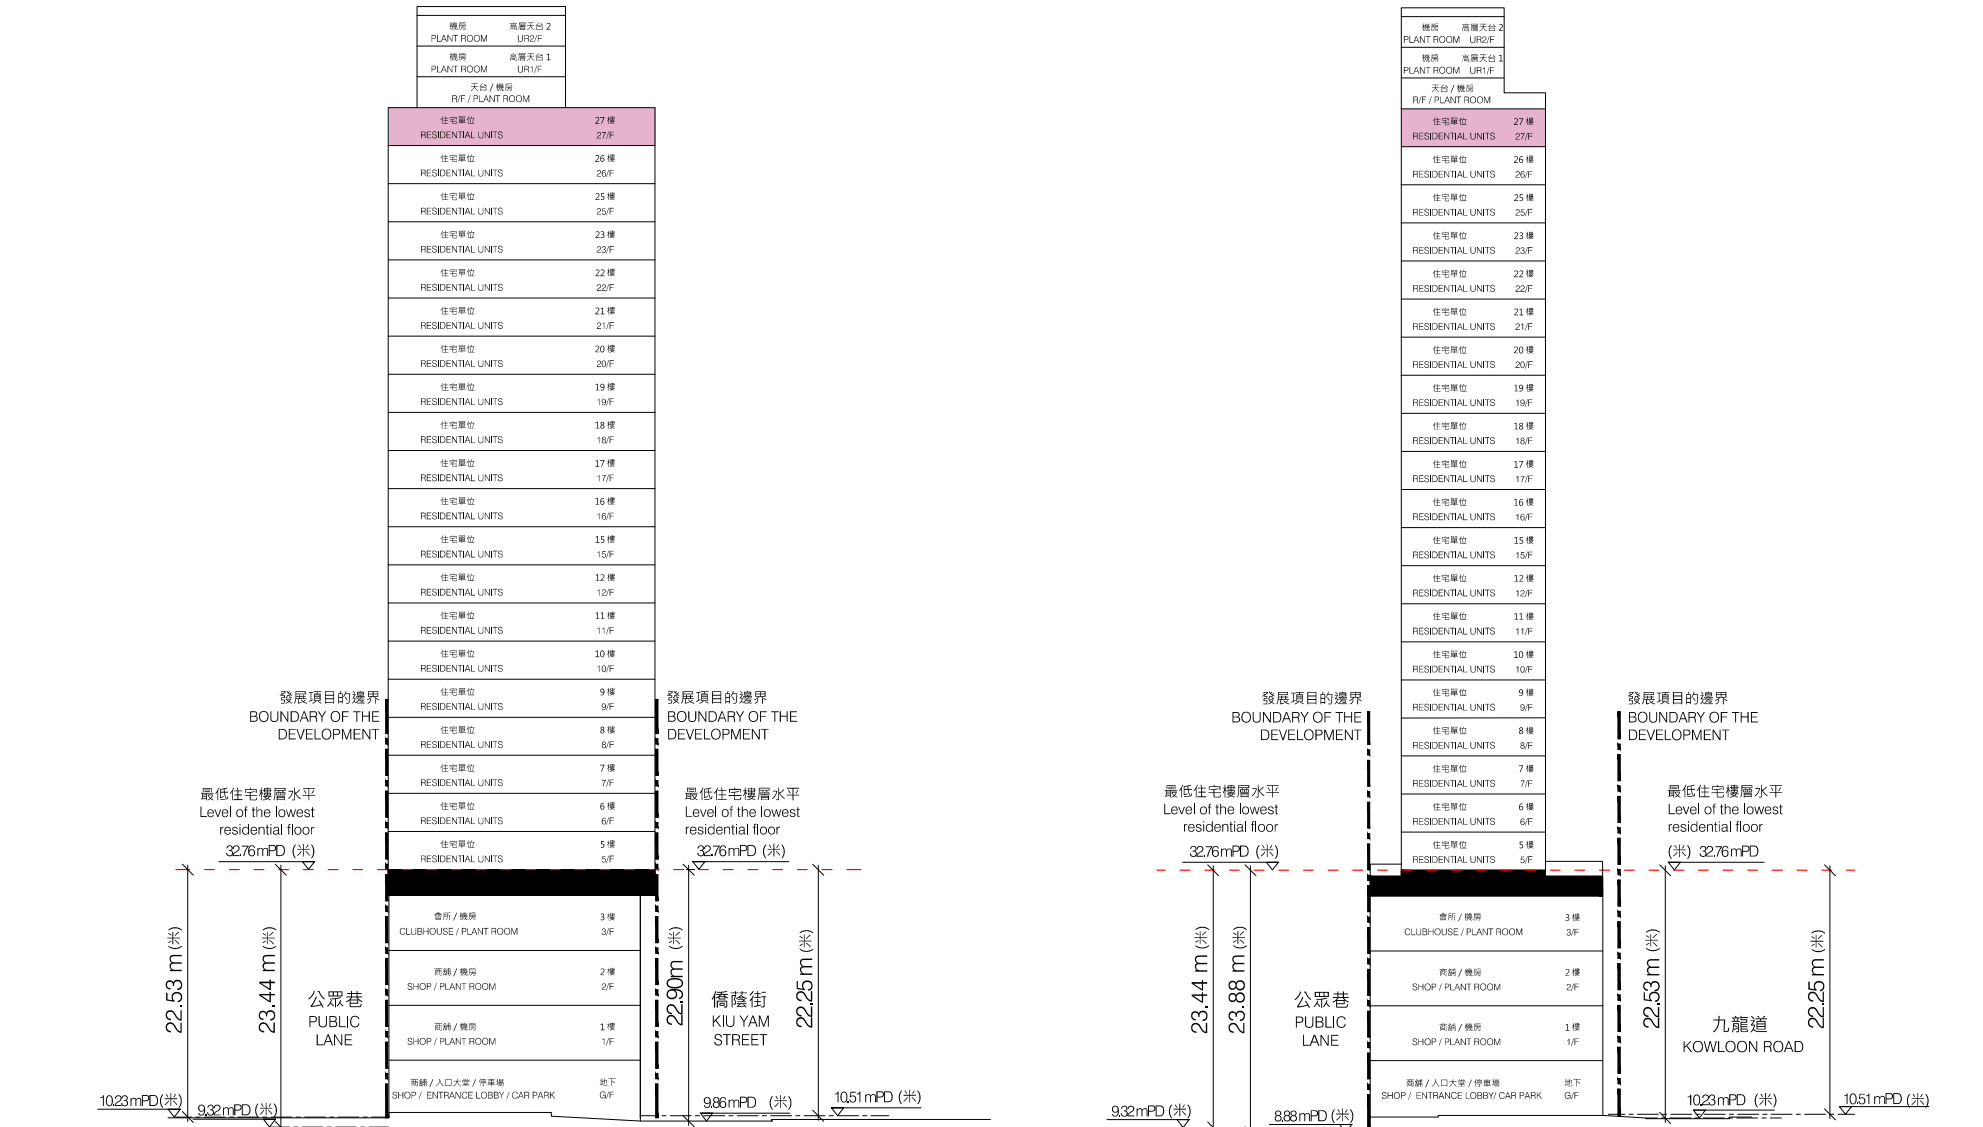 機房 高層天台 2
PLANT ROOM UR2/F
機房 高層天台 1
PLANT ROOM UR1/F
天台 / 機房
R/F / PLANT ROOM
住宅單位 27 樓
RESIDENTIAL UNITS 27/F
住宅單位 26 樓
RESIDENTIAL UNITS 26/F
住宅單位 25 樓
RESIDENTIAL UNITS 25/F
住宅單位 23 樓
RESIDENTIAL UNITS 23/F
住宅單位 22 樓
RESIDENTIAL UNITS 22/F
住宅單位 21 樓
RESIDENTIAL UNITS 21/F
住宅單位 20 樓
RESIDENTIAL UNITS 20/F
住宅單位 19 樓
RESIDENTIAL UNITS 19/F
住宅單位 18 樓
RESIDENTIAL UNITS 18/F
住宅單位 17 樓
RESIDENTIAL UNITS 17/F
住宅單位 16 樓
RESIDENTIAL UNITS 16/F
住宅單位 15 樓
RESIDENTIAL UNITS 15/F
住宅單位 12 樓
RESIDENTIAL UNITS 12/F
住宅單位 11 樓
RESIDENTIAL UNITS 11/F
住宅單位 10 樓
RESIDENTIAL UNITS 10/F
住宅單位 9 樓
RESIDENTIAL UNITS 9/F
住宅單位 8 樓
RESIDENTIAL UNITS 8/F
住宅單位 7 樓
RESIDENTIAL UNITS 7/F
住宅單位 6 樓
RESIDENTIAL UNITS 6/F
住宅單位 5 樓
RESIDENTIAL UNITS 5/F
會所 / 機房 3 樓
CLUBHOUSE / PLANT ROOM 3/F
商舖 / 機房 2 樓
SHOP / PLANT ROOM 2/F
商舖 / 機房 1 樓
SHOP / PLANT ROOM 1/F
商舖 / 入口大堂 / 停車場 地下
SHOP / ENTRANCE LOBBY / CAR PARK G/F
發展項目的邊界
BOUNDARY OF THE
DEVELOPMENT
發展項目的邊界
BOUNDARY OF THE
DEVELOPMENT
最低住宅樓層水平
Level of the lowest
residential floor
32.76mPD (米)
最低住宅樓層水平
Level of the lowest
residential floor
32.76mPD (米)
22.53 m (米)
23.44 m (米)
公眾巷
PUBLIC
LANE
22.90m (米)
僑蔭街
KIU YAM
STREET
22.25m (米)
10.23mPD(米)
9.32mPD (米)
9.86mPD (米)
10.51mPD (米)
機房 高層天台 2
PLANT ROOM UR2/F
機房 高層天台 1
PLANT ROOM UR1/F
天台 / 機房
R/F / PLANT ROOM
住宅單位 27 樓
RESIDENTIAL UNITS 27/F
住宅單位 26 樓
RESIDENTIAL UNITS 26/F
住宅單位 25 樓
RESIDENTIAL UNITS 25/F
住宅單位 23 樓
RESIDENTIAL UNITS 23/F
住宅單位 22 樓
RESIDENTIAL UNITS 22/F
住宅單位 21 樓
RESIDENTIAL UNITS 21/F
住宅單位 20 樓
RESIDENTIAL UNITS 20/F
住宅單位 19 樓
RESIDENTIAL UNITS 19/F
住宅單位 18 樓
RESIDENTIAL UNITS 18/F
住宅單位 17 樓
RESIDENTIAL UNITS 17/F
住宅單位 16 樓
RESIDENTIAL UNITS 16/F
住宅單位 15 樓
RESIDENTIAL UNITS 15/F
住宅單位 12 樓
RESIDENTIAL UNITS 12/F
住宅單位 11 樓
RESIDENTIAL UNITS 11/F
住宅單位 10 樓
RESIDENTIAL UNITS 10/F
住宅單位 9 樓
RESIDENTIAL UNITS 9/F
住宅單位 8 樓
RESIDENTIAL UNITS 8/F
住宅單位 7 樓
RESIDENTIAL UNITS 7/F
住宅單位 6 樓
RESIDENTIAL UNITS 6/F
住宅單位 5 樓
RESIDENTIAL UNITS 5/F
會所 / 機房 3 樓
CLUBHOUSE / PLANT ROOM 3/F
商舖 / 機房 2 樓
SHOP / PLANT ROOM 2/F
商舖 / 機房 1 樓
SHOP / PLANT ROOM 1/F
商舖 / 入口大堂 / 停車場 地下
SHOP / ENTRANCE LOBBY/ CAR PARK G/F
發展項目的邊界
BOUNDARY OF THE
DEVELOPMENT
發展項目的邊界
BOUNDARY OF THE
DEVELOPMENT
最低住宅樓層水平
Level of the lowest
residential floor
32.76mPD (米)
最低住宅樓層水平
Level of the lowest
residential floor
(米) 32.76mPD
23.44 m (米)
23.88 m (米)
公眾巷
PUBLIC
LANE
22.53m (米)
九龍道
KOWLOON ROAD
22.25m (米)
9.32mPD (米)
8.88mPD (米)
10.23mPD (米)
10.51mPD (米)